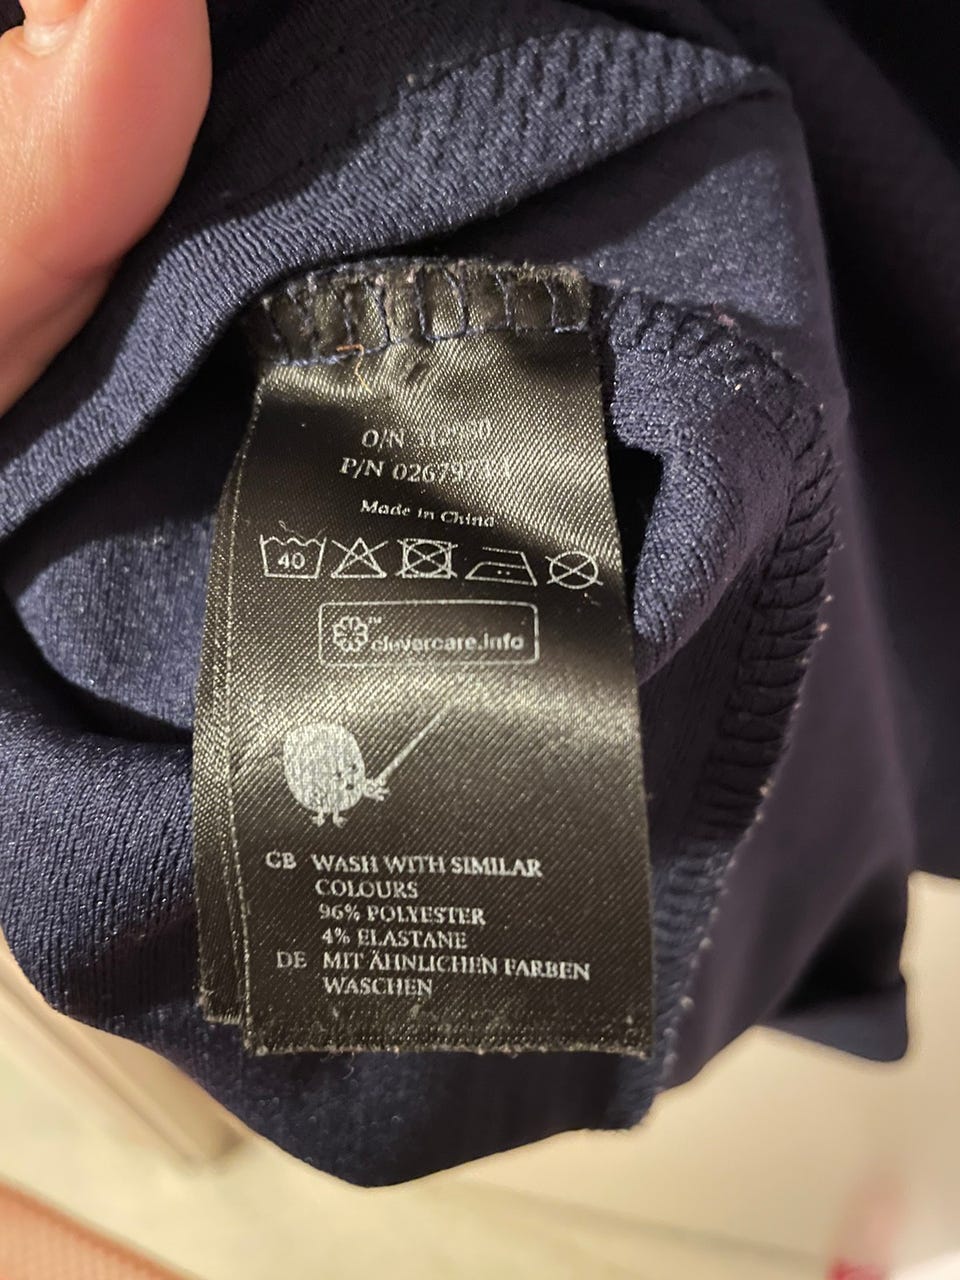 O/N
P/N
Made in China
40
clevercare.info
GB WASH WITH SIMILAR
COLOURS
96% POLYESTER
4% ELASTANE
DE MIT ÄHNLICHEN FARBEN
WASCHEN